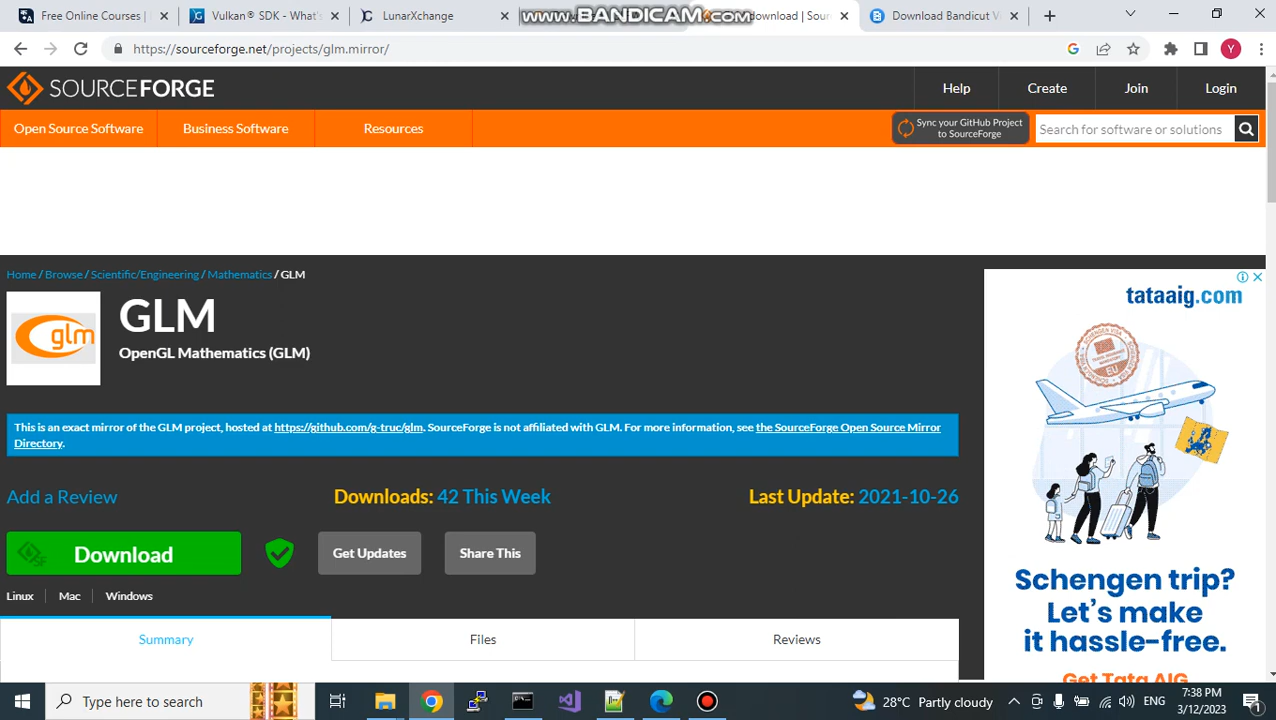 Free Online Courses
Vulkan® SDK - What's
LunarXchange
WWW.BANDICAM.COM
download | Sour
Download Bandicut V
https://sourceforge.net/projects/glm.mirror/
Y
SOURCEFORGE
Help
Create
Join
Login
Open Source Software
Business Software
Resources
Sync your GitHub Project
to SourceForge
Search for software or solutions
Home / Browse / Scientific/Engineering / Mathematics / GLM
glm
GLM
OpenGL Mathematics (GLM)
This is an exact mirror of the GLM project, hosted at https://github.com/g-truc/glm. SourceForge is not affiliated with GLM. For more information, see the SourceForge Open Source Mirror
Directory.
Add a Review
Downloads: 42 This Week
Last Update: 2021-10-26
Download
Get Updates
Share This
Linux
Mac
Windows
Summary
Files
Reviews
tataaig.com
EU
Schengen trip?
Let's make
it hassle-free.
Get Tata AIG
Type here to search
28°C Partly cloudy
ENG
7:38 PM
3/12/2023
1